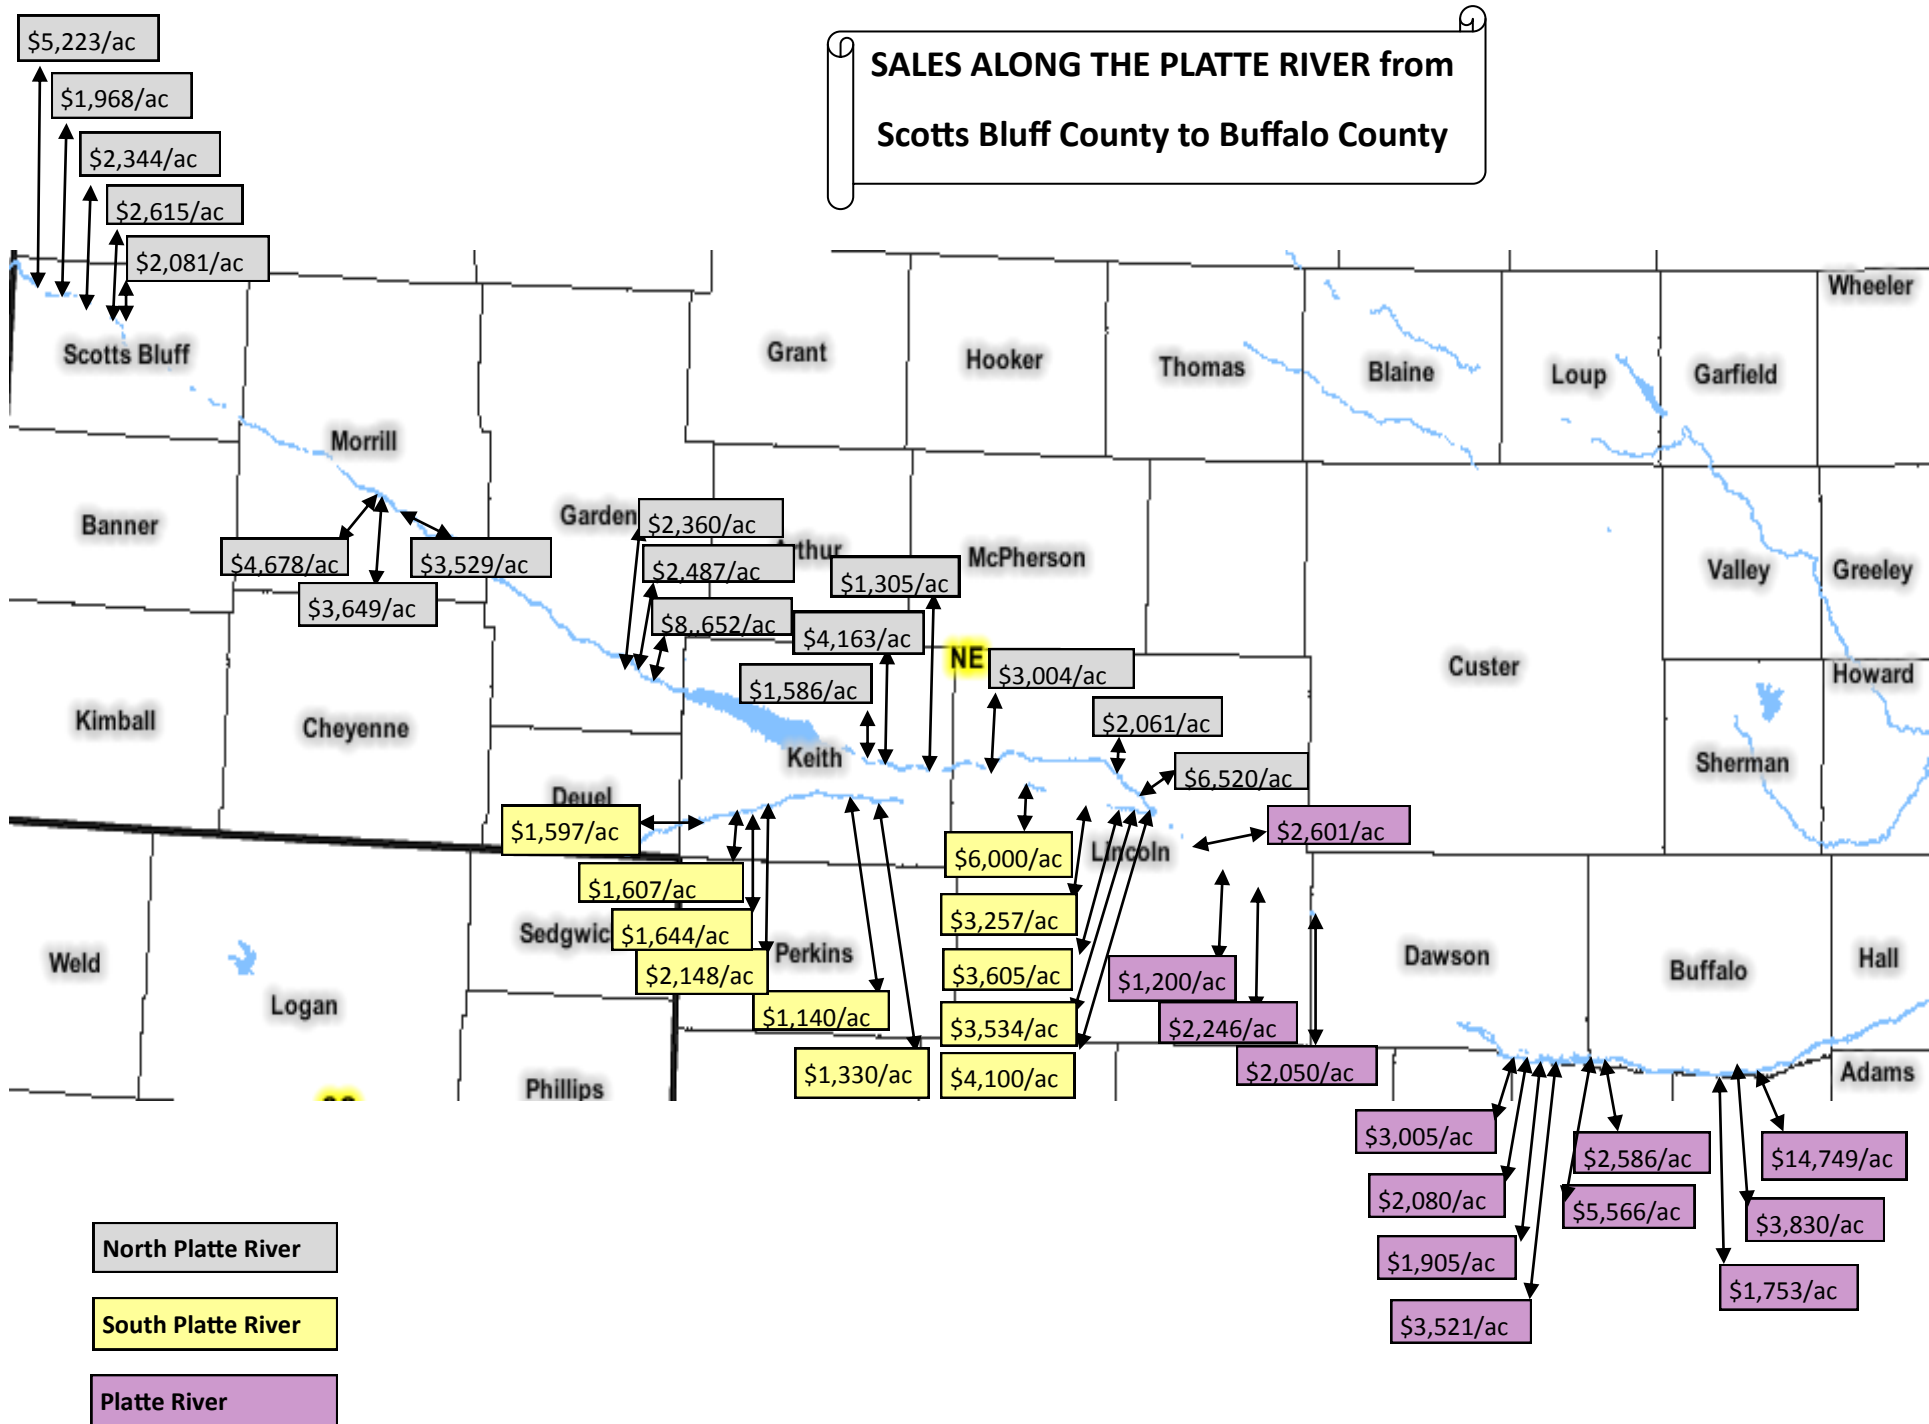 $5,223/ac
SALES ALONG THE PLATTE RIVER from
Scotts Bluff County to Buffalo County
$1,968/ac
$2,344/ac
$2,615/ac
$2,081/ac
Wheeler
Scotts Bluff
Grant
Hooker
Thomas
Blaine
Loup
Garfield
Morrill
Banner
Garden
$2,360/ac
Arthur
McPherson
$4,678/ac
$3,529/ac
$2,487/ac
$1,305/ac
Valley
Greeley
$3,649/ac
$8,,652/ac
$4,163/ac
NE
$3,004/ac
Custer
Howard
$1,586/ac
Kimball
Cheyenne
$2,061/ac
Keith
Sherman
$6,520/ac
Deuel
$1,597/ac
$2,601/ac
$6,000/ac
Lincoln
$1,607/ac
$3,257/ac
Weld
Sedgwic
$1,644/ac
Perkins
$3,605/ac
$1,200/ac
Dawson
Buffalo
Hall
Logan
$2,148/ac
$1,140/ac
$3,534/ac
$2,246/ac
$2,050/ac
Phillips
$1,330/ac
$4,100/ac
Adams
$3,005/ac
$2,586/ac
$14,749/ac
$2,080/ac
$5,566/ac
$3,830/ac
$1,905/ac
$1,753/ac
$3,521/ac
North Platte River
South Platte River
Platte River